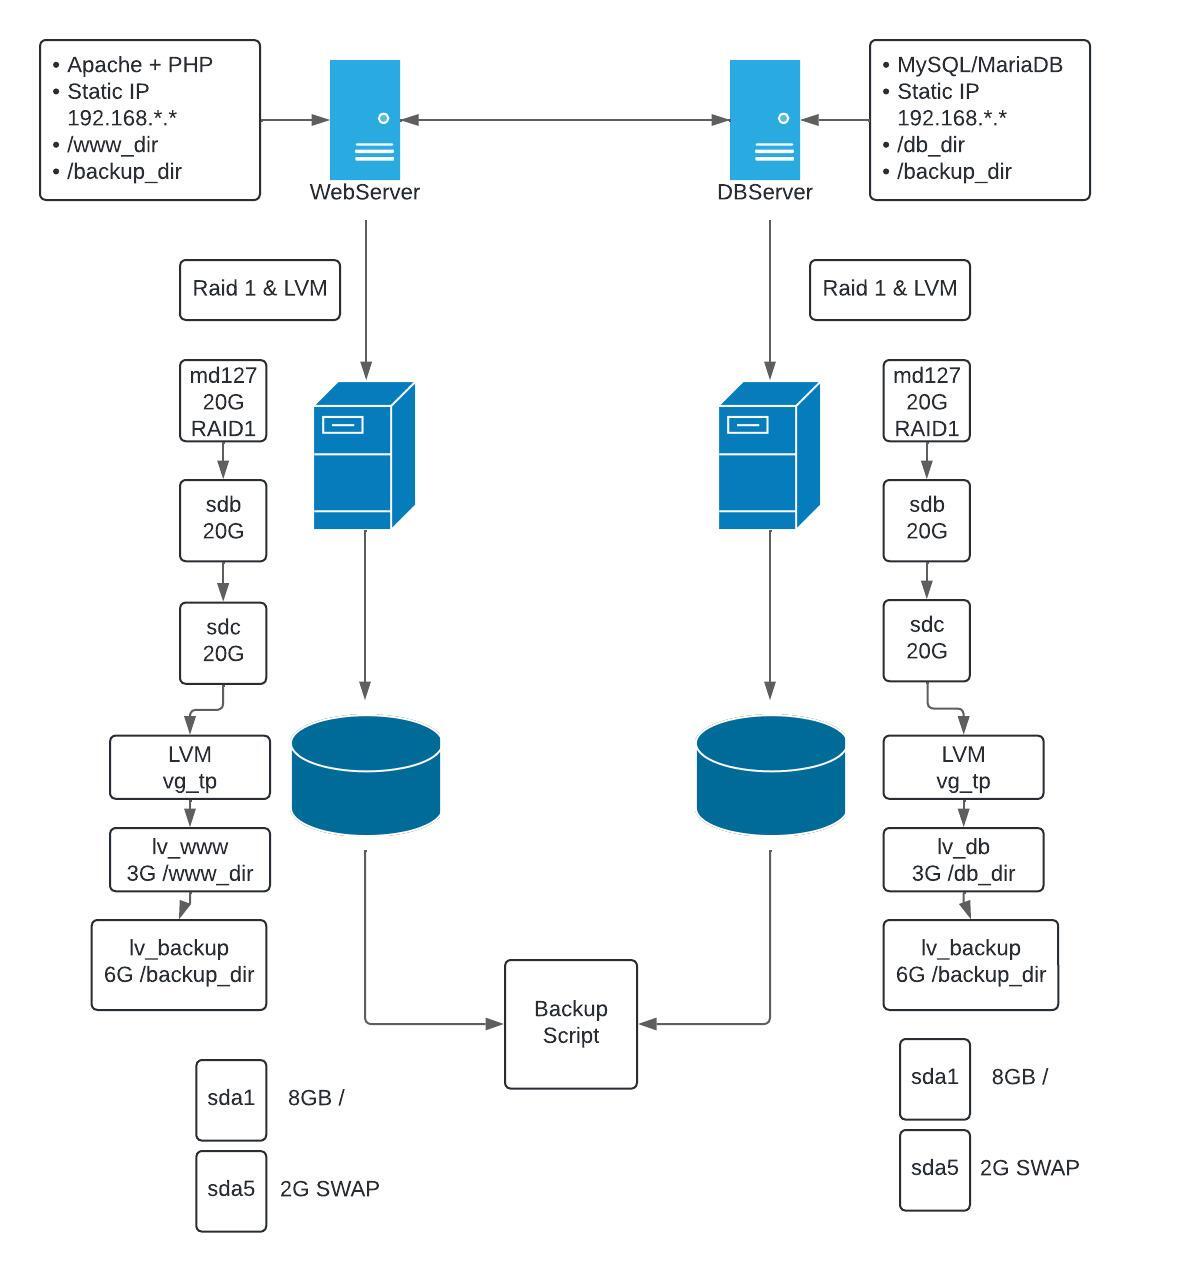 • Apache + PHP
• Static IP
192.168.*.*
• /www_dir
• /backup_dir
WebServer
DBServer
• MySQL/MariaDB
• Static IP
192.168.*.*
• /db_dir
• /backup_dir
Raid 1 & LVM
Raid 1 & LVM
md127
20G
RAID1
sdb
20G
sdc
20G
LVM
vg_tp
lv_www
3G /www_dir
lv_backup
6G /backup_dir
md127
20G
RAID1
sdb
20G
sdc
20G
LVM
vg_tp
lv_db
3G /db_dir
lv_backup
6G /backup_dir
Backup
Script
sda1 8GB /
sda5 2G SWAP
sda1 8GB /
sda5 2G SWAP